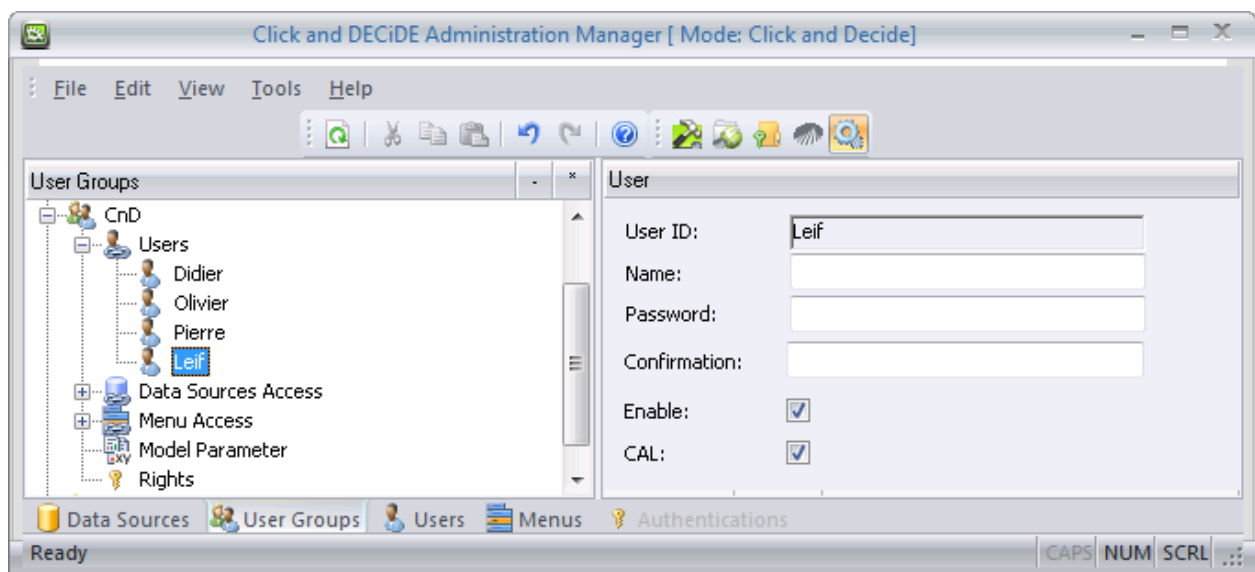 Click and DECiDE Administration Manager [ Mode: Click and Decide]
File Edit View Tools Help
User Groups
CnD
Users
Didier
Olivier
Pierre
Leif
Data Sources Access
Menu Access
Model Parameter
Rights
User
User ID: Leif
Name:
Password:
Confirmation:
Enable:
CAL:
Data Sources User Groups Users Menus Authentications
Ready CAPS NUM SCRL